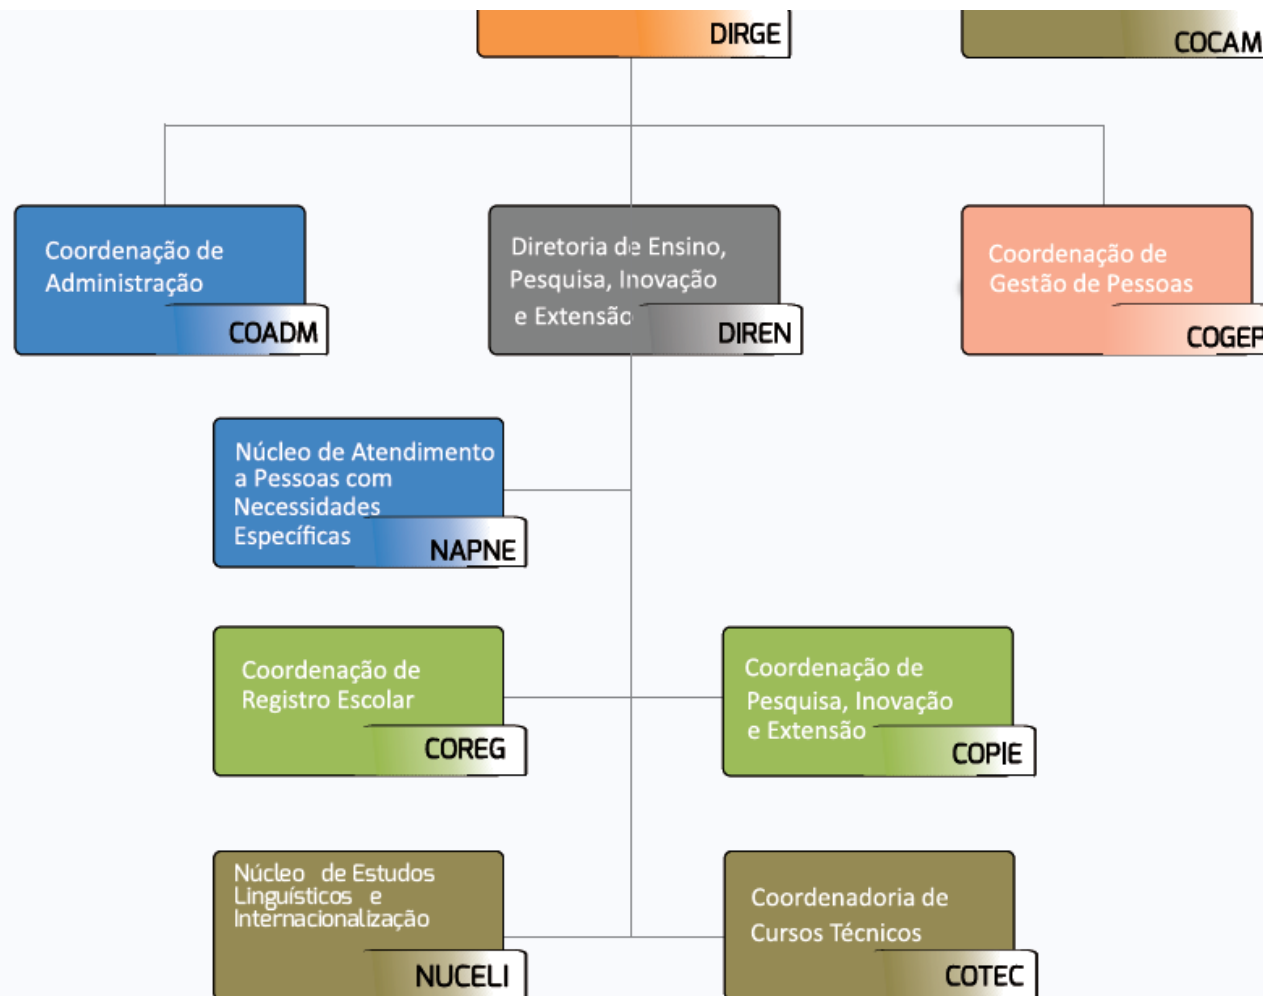 DIRGE
COCAM
Coordenação de
Administração
COADM
Diretoria de Ensino,
Pesquisa, Inovação
e Extensão
DIREN
Coordenação de
Gestão de Pessoas
COGEP
Núcleo de Atendimento
a Pessoas com
Necessidades
Específicas
NAPNE
Coordenação de
Registro Escolar
COREG
Coordenação de
Pesquisa, Inovação
e Extensão
COPIE
Núcleo de Estudos
Linguísticos e
Internacionalização
NUCELI
Coordenadoria de
Cursos Técnicos
COTEC